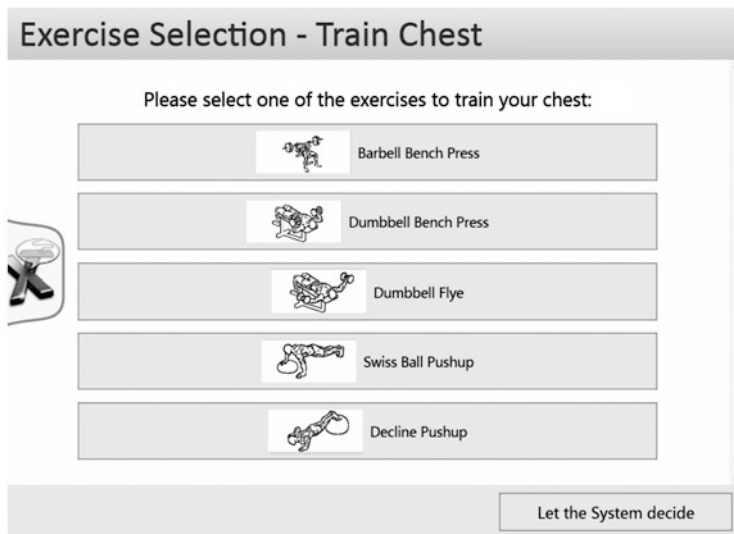 Exercise Selection - Train Chest
Please select one of the exercises to train your chest:
Barbell Bench Press
Dumbbell Bench Press
Dumbbell Flye
Swiss Ball Pushup
Decline Pushup
Let the System decide